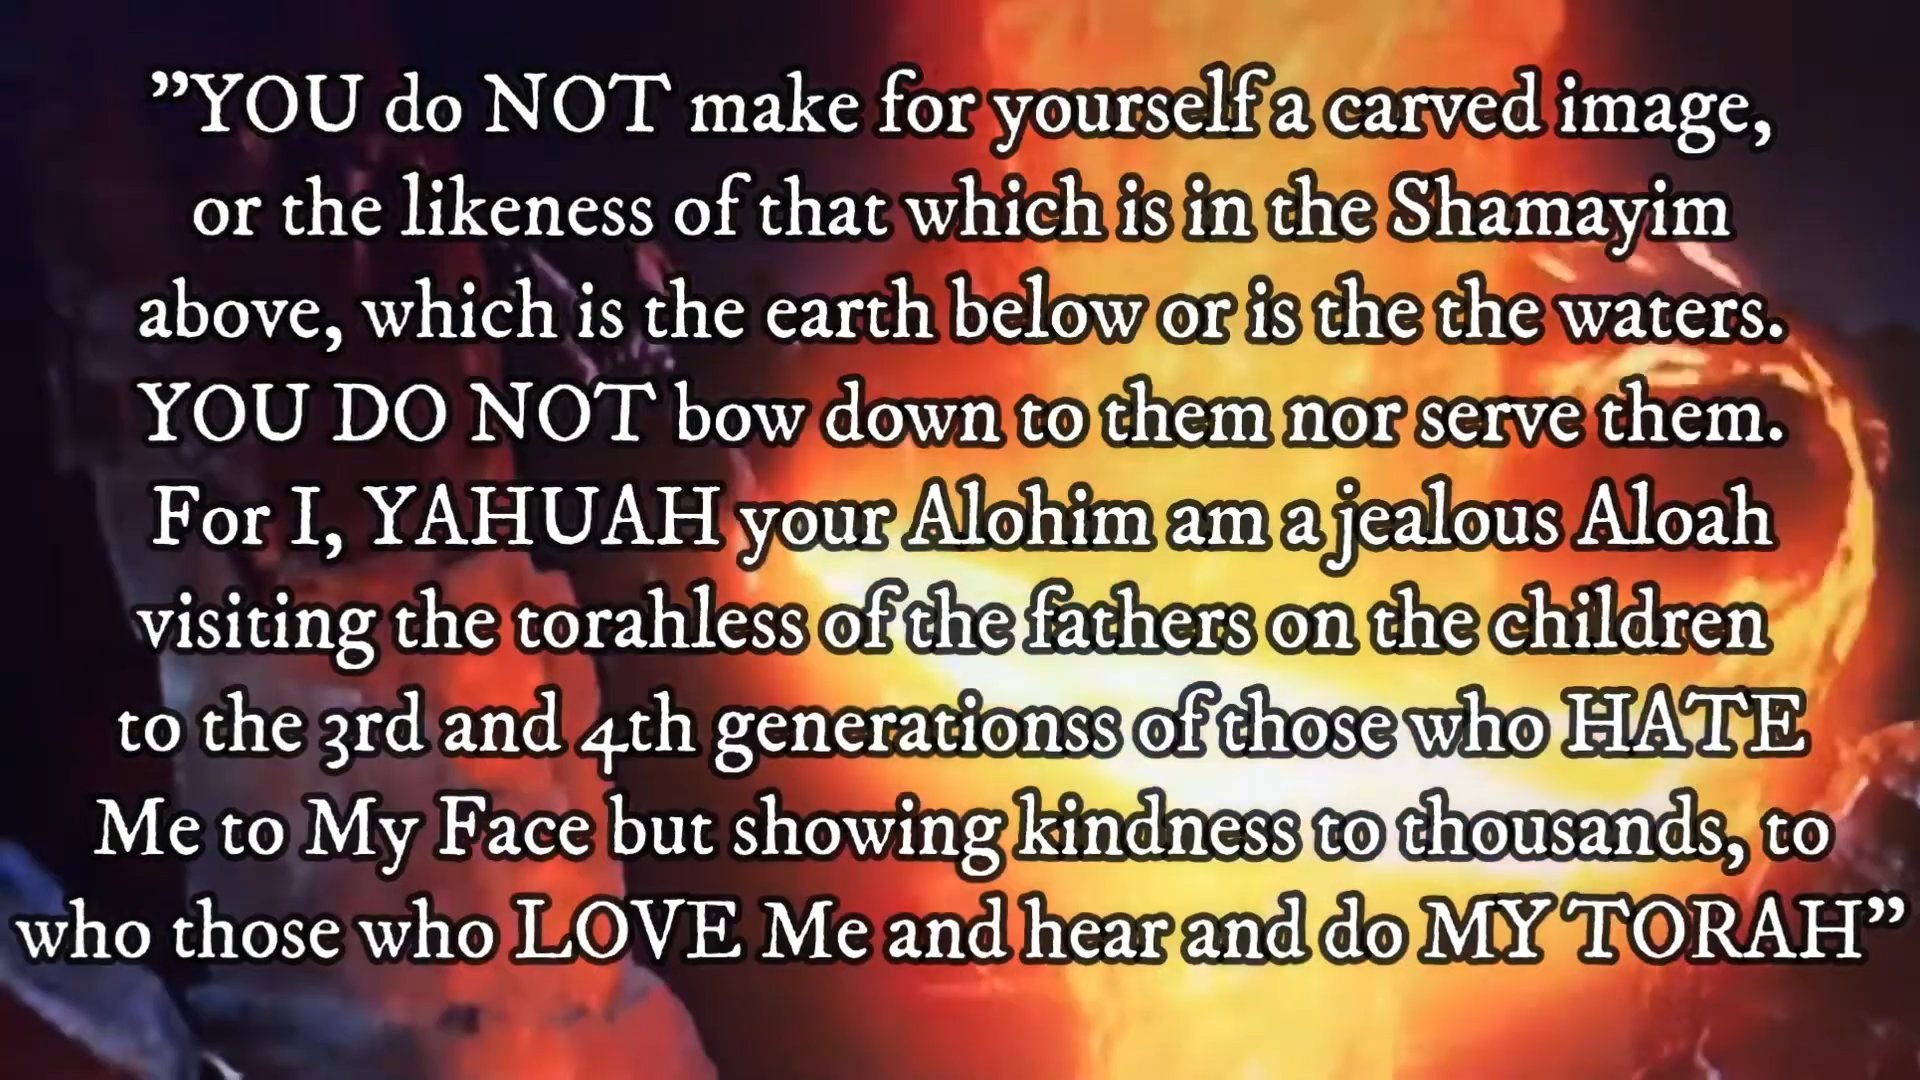 ”YOU do NOT make for yourself a carved image,
or the likeness of that which is in the Shamayim
above, which is the earth below or is the the waters.
YOU DO NOT bow down to them nor serve them.
For I, YAHUAH your Alohim am a jealous Aloah
visiting the torahless of the fathers on the children
to the 3rd and 4th generationss of those who HATE
Me to My Face but showing kindness to thousands, to
who those who LOVE Me and hear and do MY TORAH”